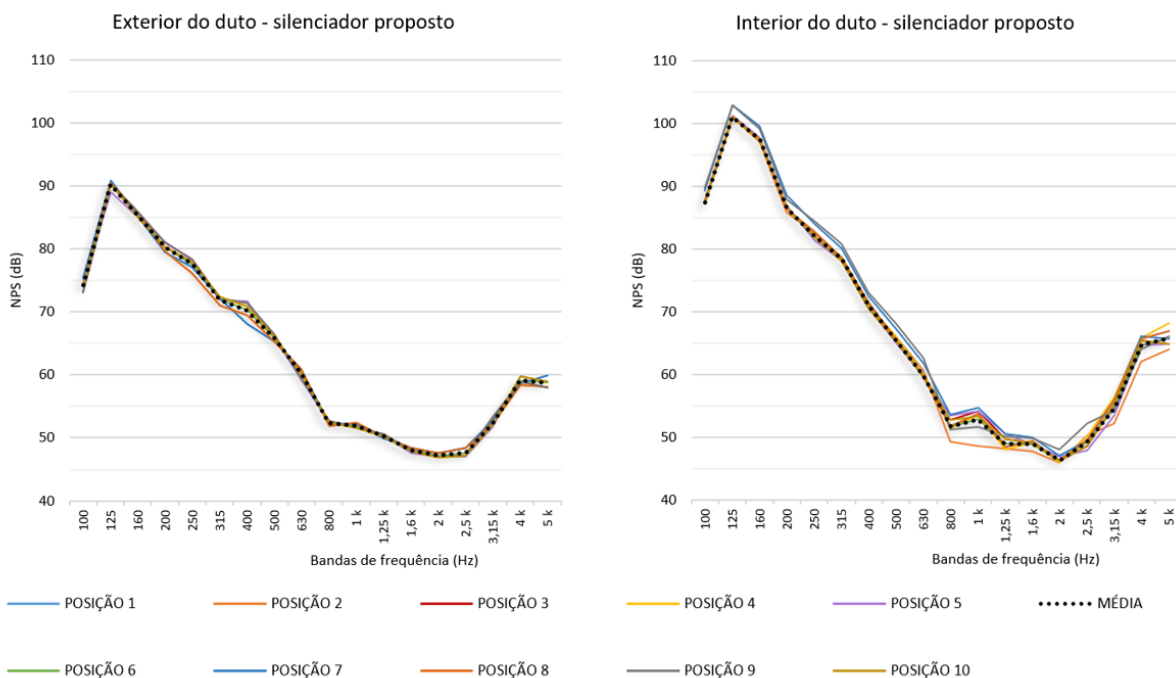 Exterior do duto - silenciador proposto
110
100
90
80
70
60
50
40
NPS (dB)
100
125
160
200
250
315
400
500
630
800
1 k
1,25 k
1,6 k
2 k
2,5 k
3,15 k
4 k
5 k
Bandas de frequência (Hz)
Interior do duto - silenciador proposto
110
100
90
80
70
60
50
40
NPS (dB)
100
125
160
200
250
315
400
500
630
800
1 k
1,25 k
1,6 k
2 k
2,5 k
3,15 k
4 k
5 k
Bandas de frequência (Hz)
POSIÇÃO 1 POSIÇÃO 2 POSIÇÃO 3 POSIÇÃO 4 POSIÇÃO 5 MÉDIA
POSIÇÃO 6 POSIÇÃO 7 POSIÇÃO 8 POSIÇÃO 9 POSIÇÃO 10